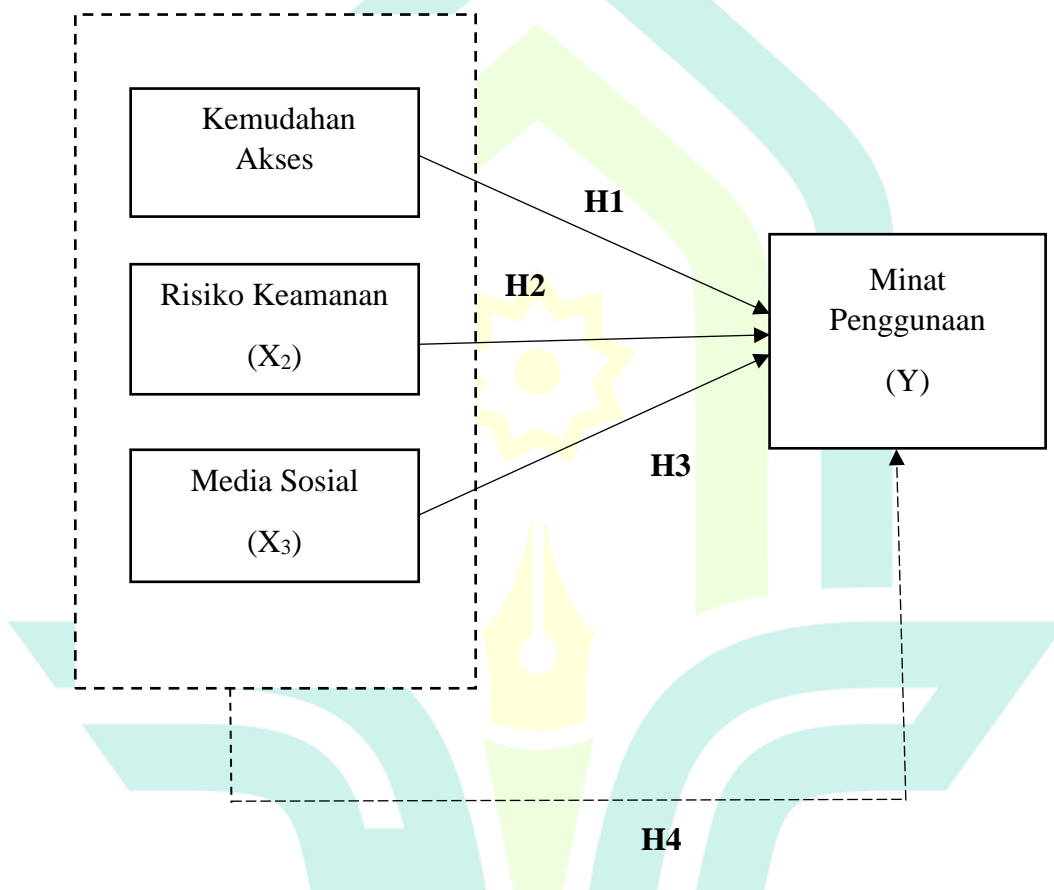 Kemudahan
Akses
H1
Risiko Keamanan
(X₂)
H2
Minat
Penggunaan
(Y)
Media Sosial
(X₃)
H3
H4